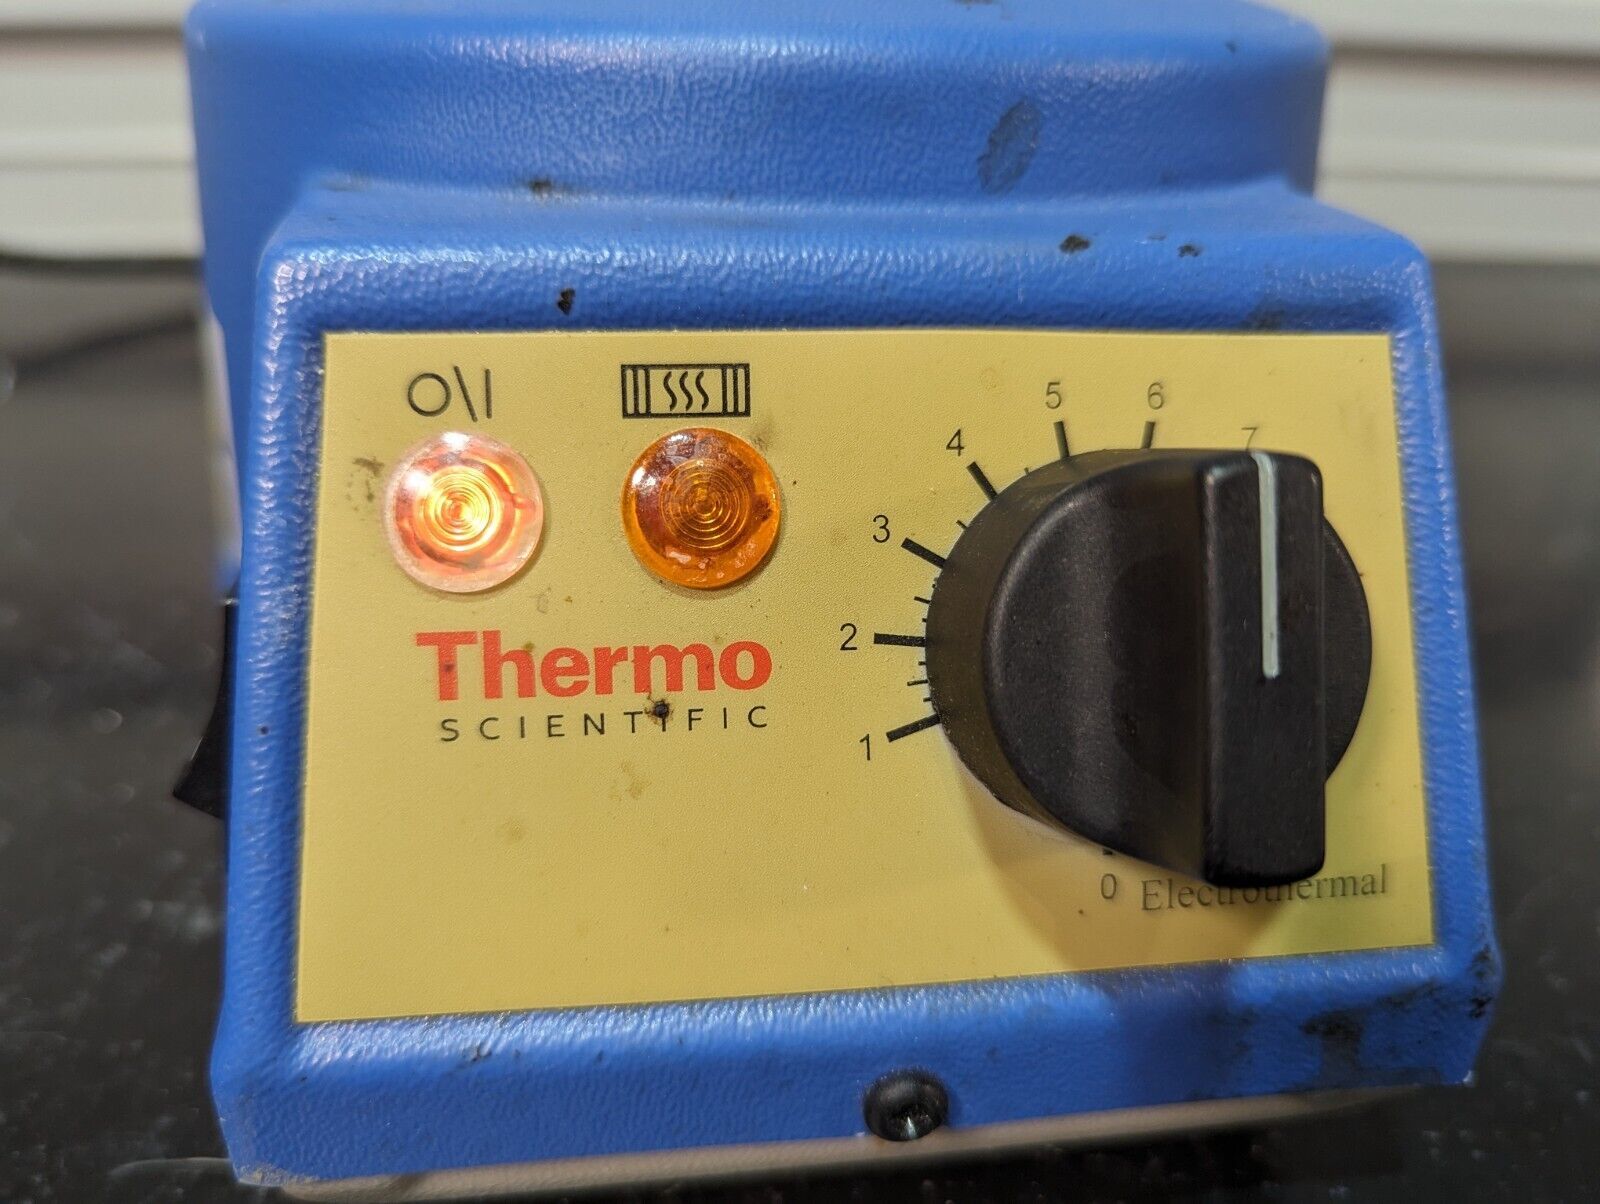 O\I
5 6
7
4
3
2
1
Thermo
SCIENTIFIC
0
Electrothermal